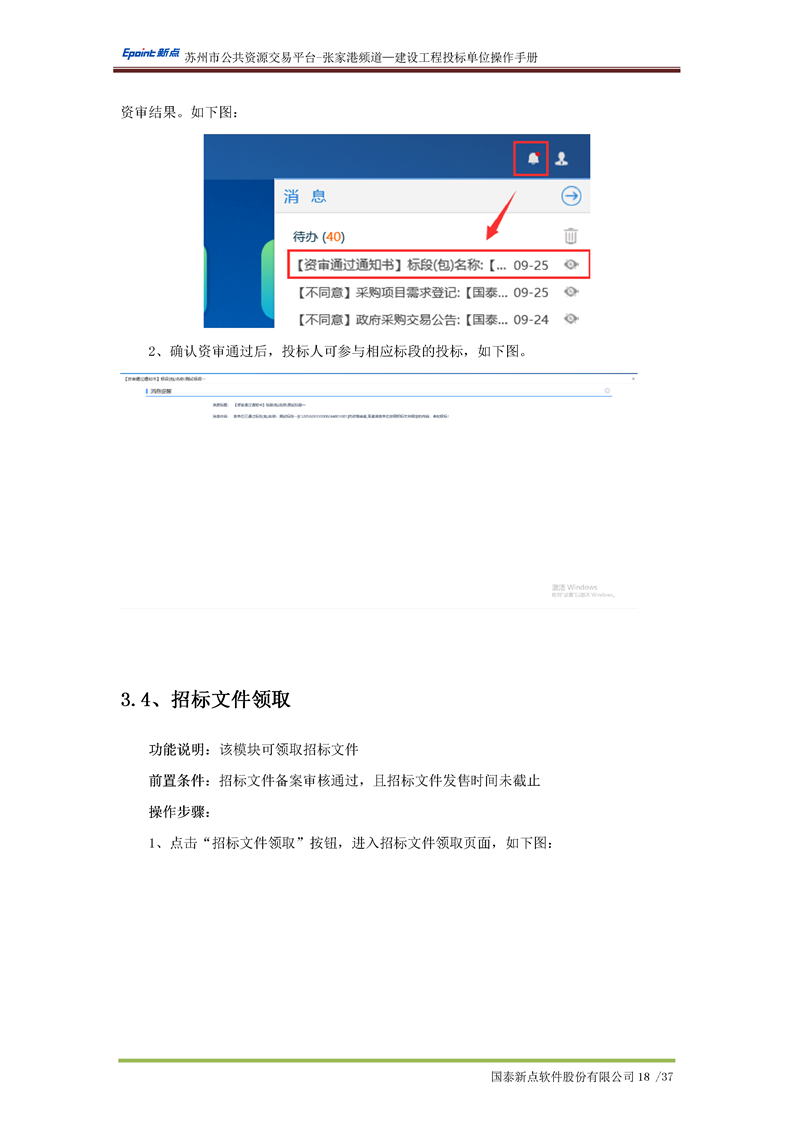 Epoint新点 苏州市公共资源交易平台-张家港频道—建设工程投标单位操作手册
资审结果。如下图:
消 息
待办 (40)
【资审通过通知书】标段(包)名称:【... 09-25
【不同意】采购项目需求登记:【国泰... 09-25
【不同意】政府采购交易公告:【国泰... 09-24
2、确认资审通过后，投标人可参与相应标段的投标，如下图。
消息提醒
激活 Windows
3.4、招标文件领取
功能说明：该模块可领取招标文件
前置条件：招标文件备案审核通过，且招标文件发售时间未截止
操作步骤：
1、点击“招标文件领取”按钮，进入招标文件领取页面，如下图：
国泰新点软件股份有限公司 18 /37